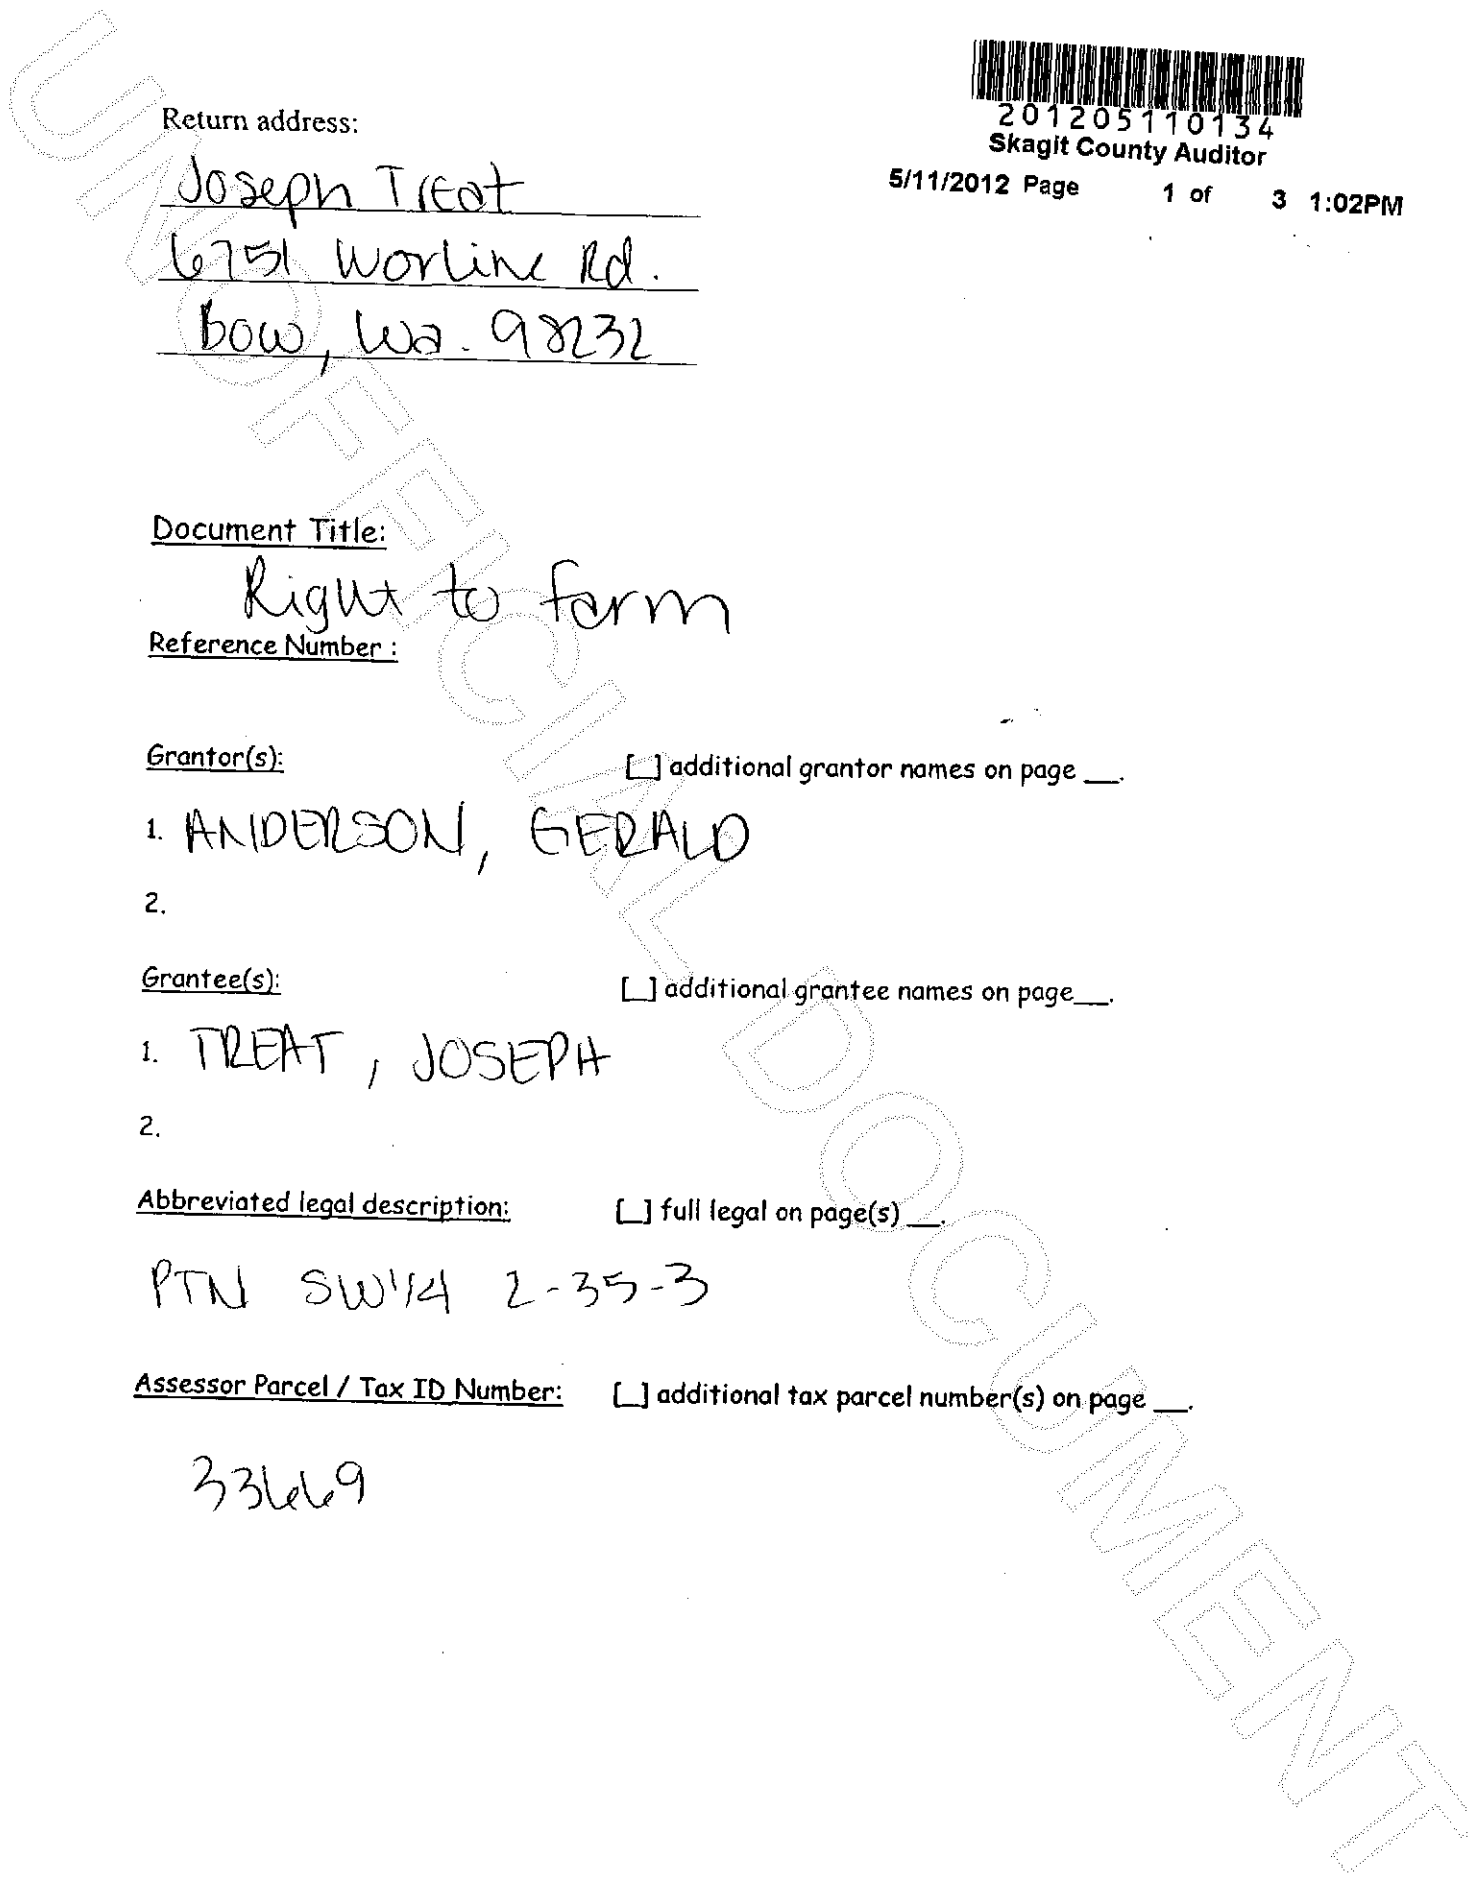 201205110134
Skagit County Auditor
5/11/2012 Page 1 of 3 1:02PM
Return address:
Joseph Treat
6751 Worline Rd.
Bow, Wa. 98232
Document Title:
Right to farm
Reference Number :
Grantor(s): [_] additional grantor names on page __.
1. ANDERSON, GERALD
2.
Grantee(s): [_] additional grantee names on page__.
1. TREAT, JOSEPH
2.
Abbreviated legal description: [_] full legal on page(s) __.
PTN SW1/4 2-35-3
Assessor Parcel / Tax ID Number: [_] additional tax parcel number(s) on page __.
33669
UNOFFICIAL DOCUMENT